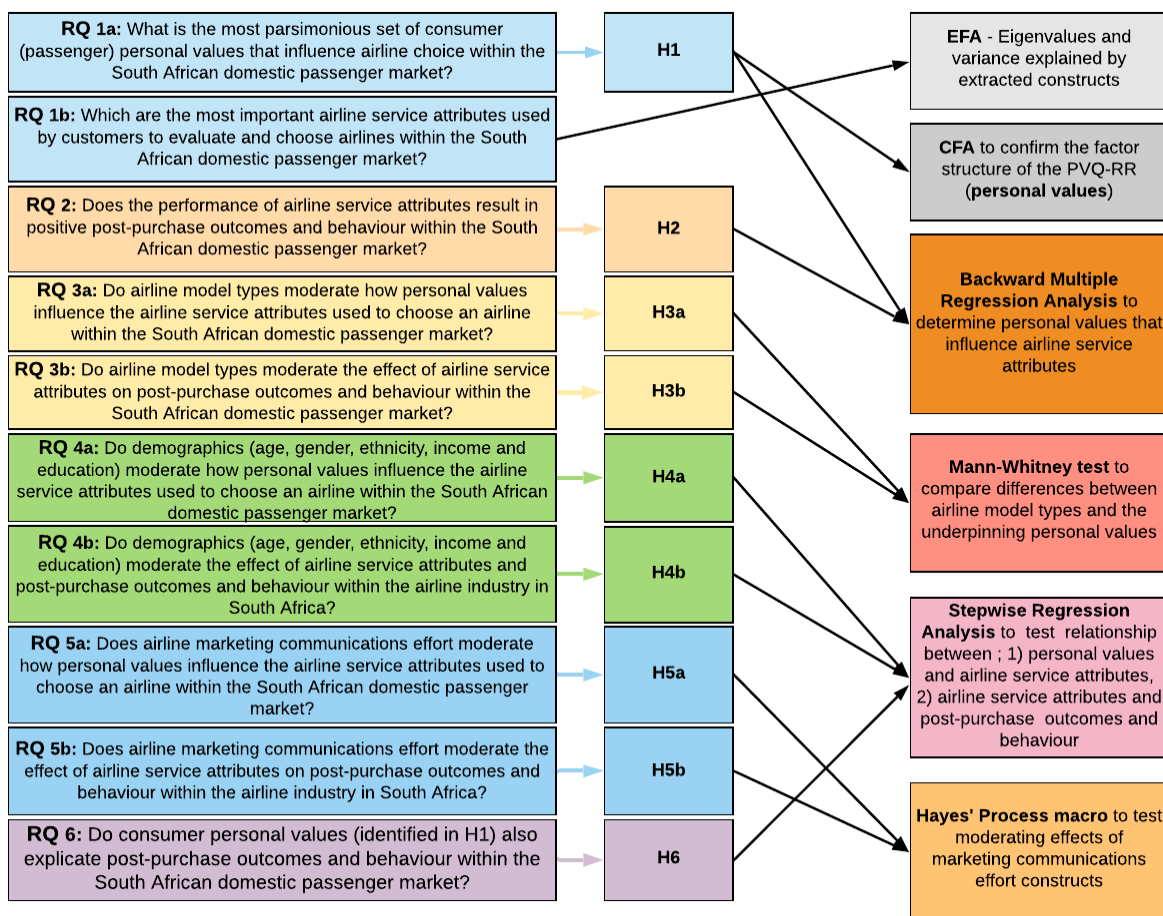 RQ 1a: What is the most parsimonious set of consumer
(passenger) personal values that influence airline choice within the
South African domestic passenger market?
H1
EFA - Eigenvalues and
variance explained by
extracted constructs
RQ 1b: Which are the most important airline service attributes used
by customers to evaluate and choose airlines within the South
African domestic passenger market?
CFA to confirm the factor
structure of the PVQ-RR
(personal values)
RQ 2: Does the performance of airline service attributes result in
positive post-purchase outcomes and behaviour within the South
African domestic passenger market?
H2
Backward Multiple
Regression Analysis to
determine personal values that
influence airline service
attributes
RQ 3a: Do airline model types moderate how personal values
influence the airline service attributes used to choose an airline
within the South African domestic passenger market?
H3a
RQ 3b: Do airline model types moderate the effect of airline service
attributes on post-purchase outcomes and behaviour within the
South African domestic passenger market?
H3b
RQ 4a: Do demographics (age, gender, ethnicity, income and
education) moderate how personal values influence the airline
service attributes used to choose an airline within the South African
domestic passenger market?
H4a
Mann-Whitney test to
compare differences between
airline model types and the
underpinning personal values
RQ 4b: Do demographics (age, gender, ethnicity, income and
education) moderate the effect of airline service attributes and
post-purchase outcomes and behaviour within the airline industry in
South Africa?
H4b
Stepwise Regression
Analysis to test relationship
between ; 1) personal values
and airline service attributes,
2) airline service attributes and
post-purchase outcomes and
behaviour
RQ 5a: Does airline marketing communications effort moderate
how personal values influence the airline service attributes used to
choose an airline within the South African domestic passenger
market?
H5a
RQ 5b: Does airline marketing communications effort moderate the
effect of airline service attributes on post-purchase outcomes and
behaviour within the airline industry in South Africa?
H5b
RQ 6: Do consumer personal values (identified in H1) also
explicate post-purchase outcomes and behaviour within the
South African domestic passenger market?
H6
Hayes' Process macro to test
moderating effects of
marketing communications
effort constructs